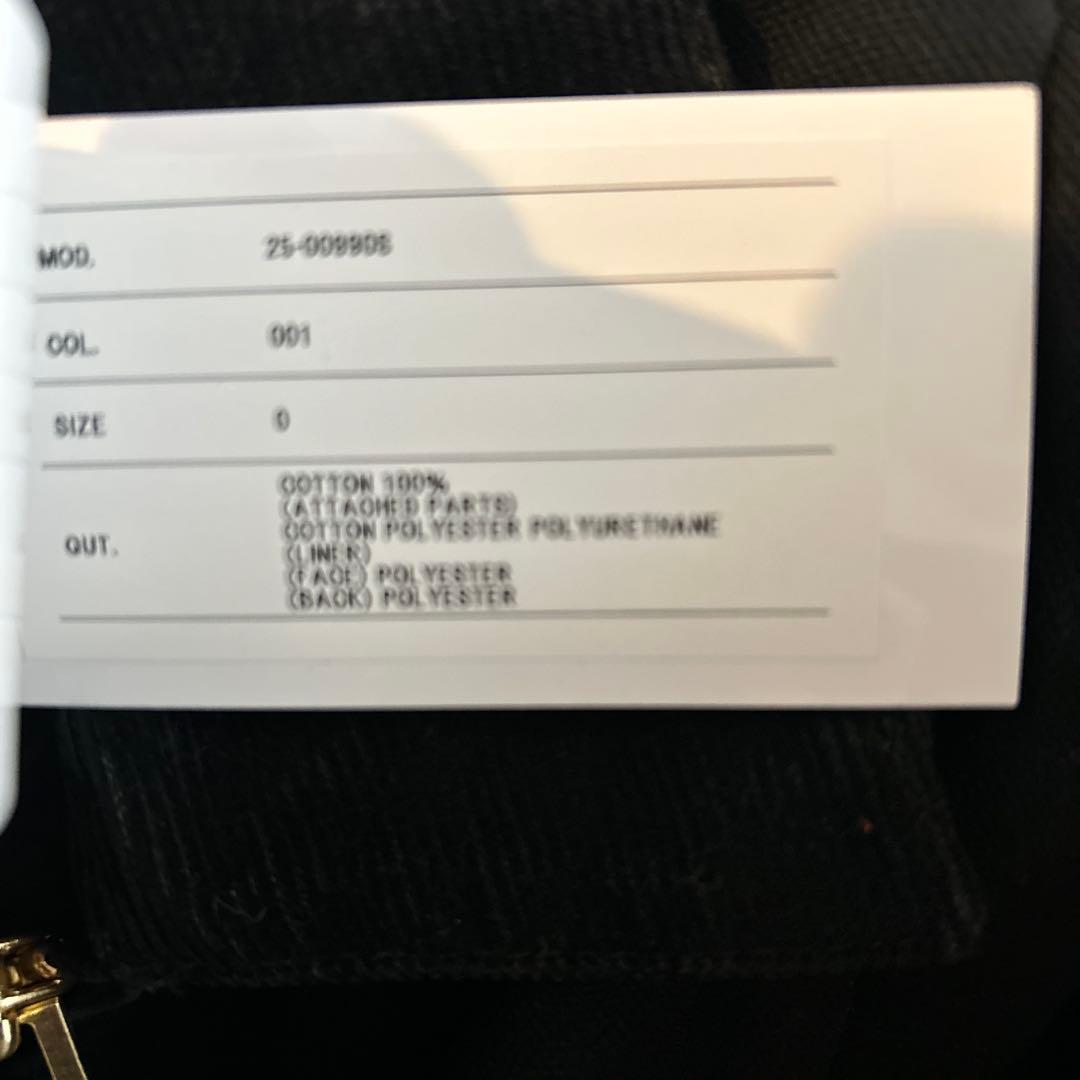 MOD. 25-009906
COL. 001
SIZE 0
COTTON 100%
(ATTACHED PARTS)
COTTON POLYESTER POLYURETHANE
OUT. (LINER)
(FACE) POLYESTER
(BACK) POLYESTER